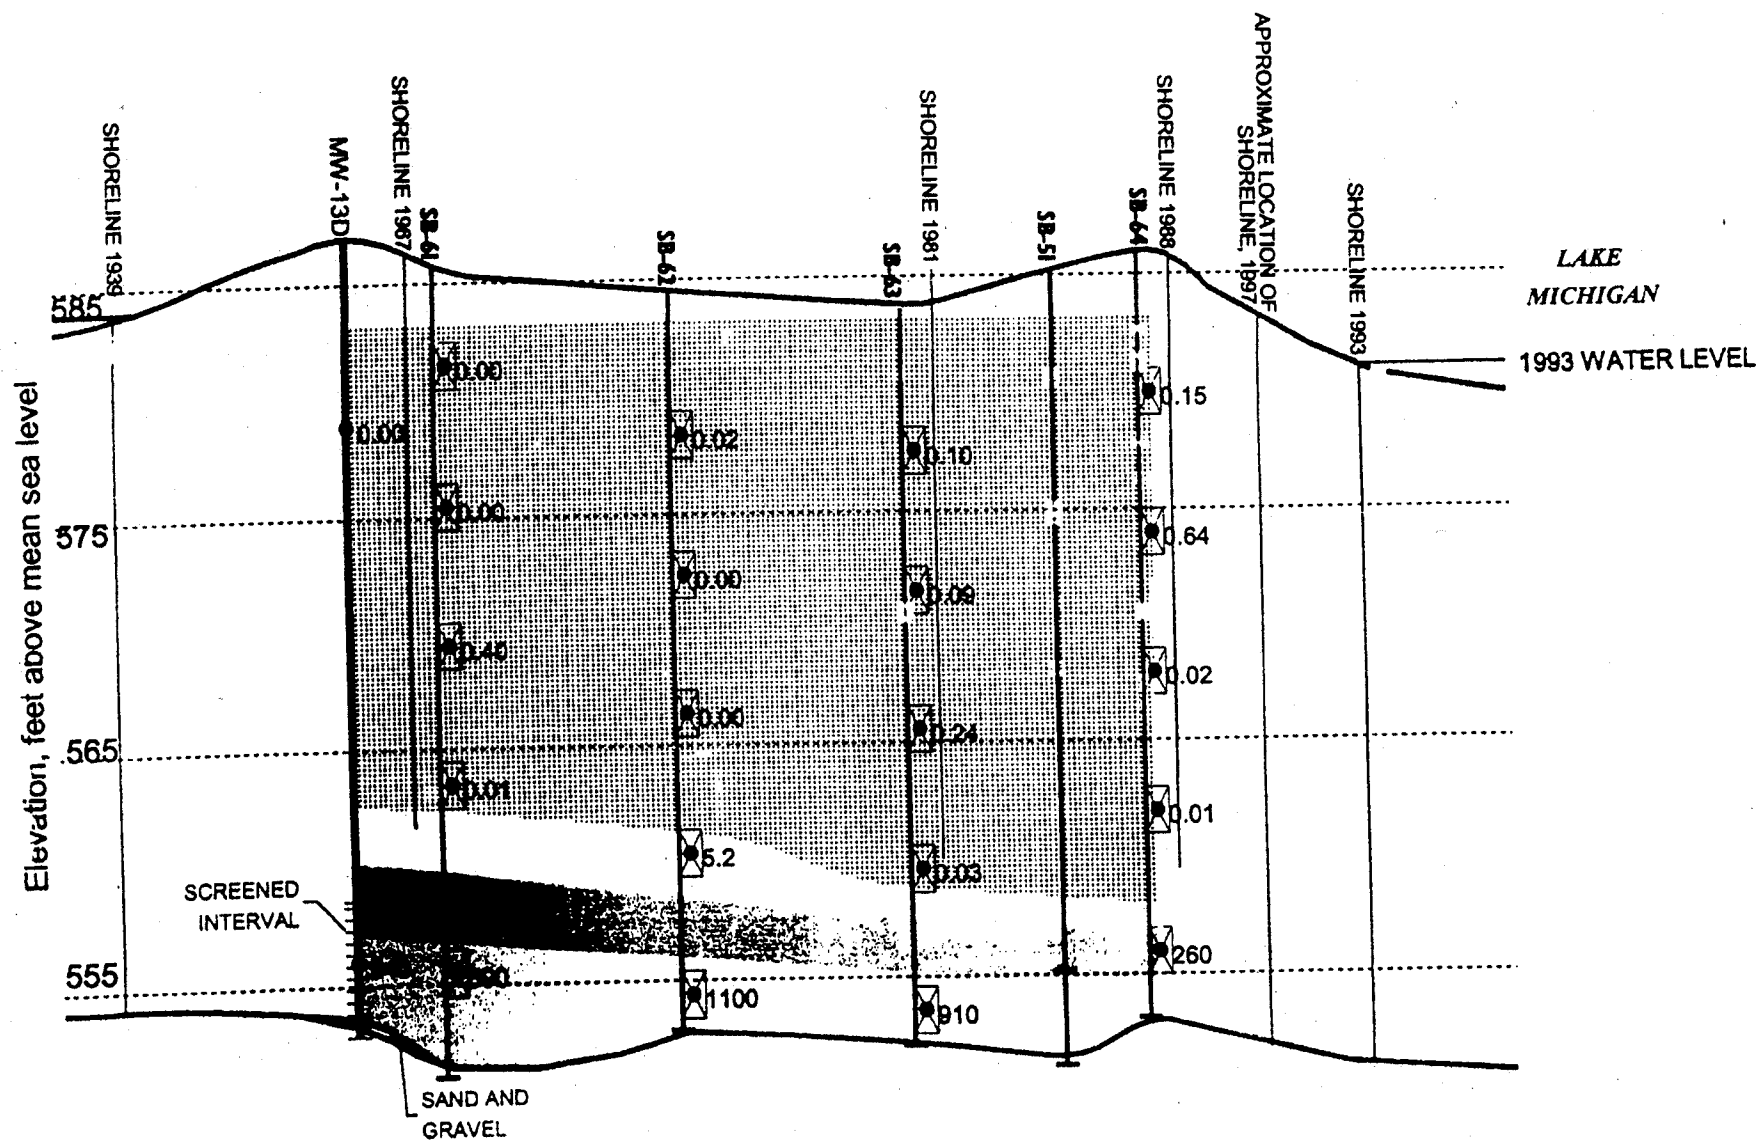 SHORELINE 1939
MW-13D
SHORELINE 1967
SB-61
SB-62
SB-63
SHORELINE 1981
SB-51
SB-64
SHORELINE 1988
APPROXIMATE LOCATION OF
SHORELINE, 1997
SHORELINE 1993
LAKE
MICHIGAN
1993 WATER LEVEL
Elevation, feet above mean sea level
585
575
565
555
0.00
0.00
0.00
0.40
0.01
0.02
0.00
0.00
5.2
1100
0.10
0.09
0.24
0.03
910
0.15
0.64
0.02
0.01
260
SCREENED
INTERVAL
SAND AND
GRAVEL